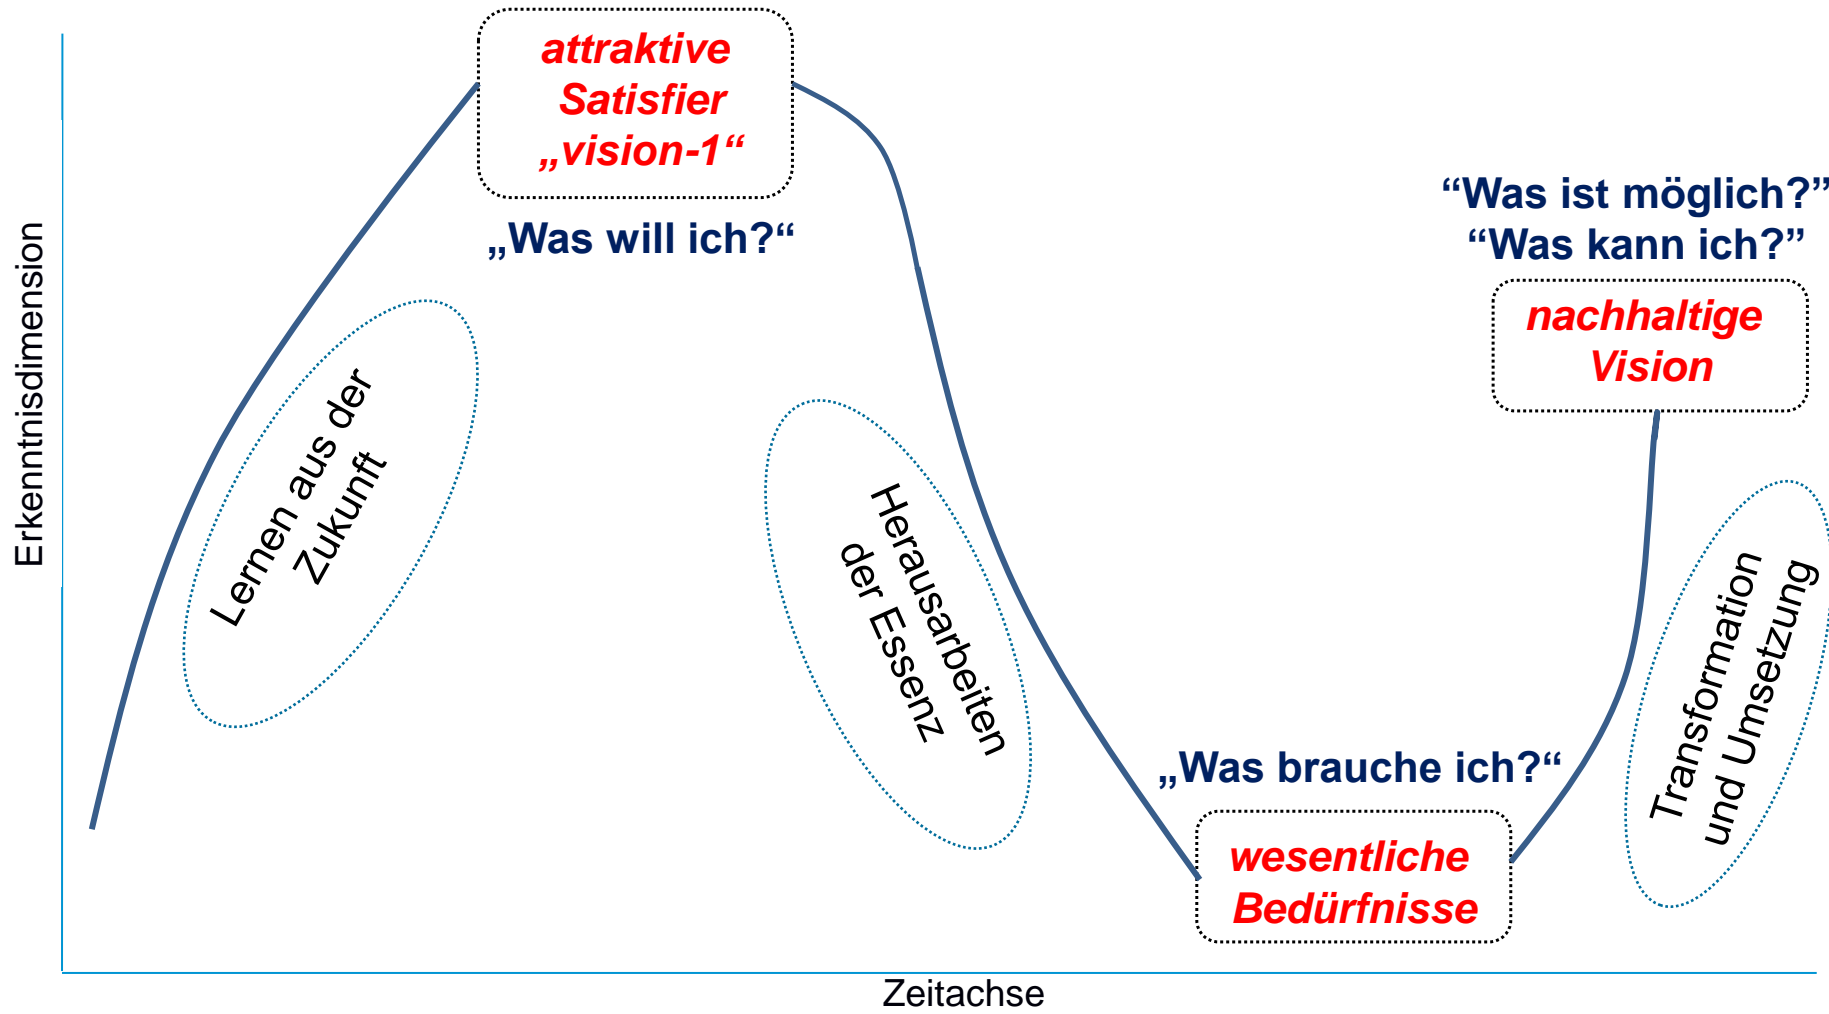 attraktive
Satisfier
„vision-1“
„Was will ich?“
“Was ist möglich?”
“Was kann ich?”
nachhaltige
Vision
Erkenntnisdimension
Lernen aus der
Zukunft
Herausarbeiten
der Essenz
Transformation
und Umsetzung
„Was brauche ich?“
wesentliche
Bedürfnisse
Zeitachse